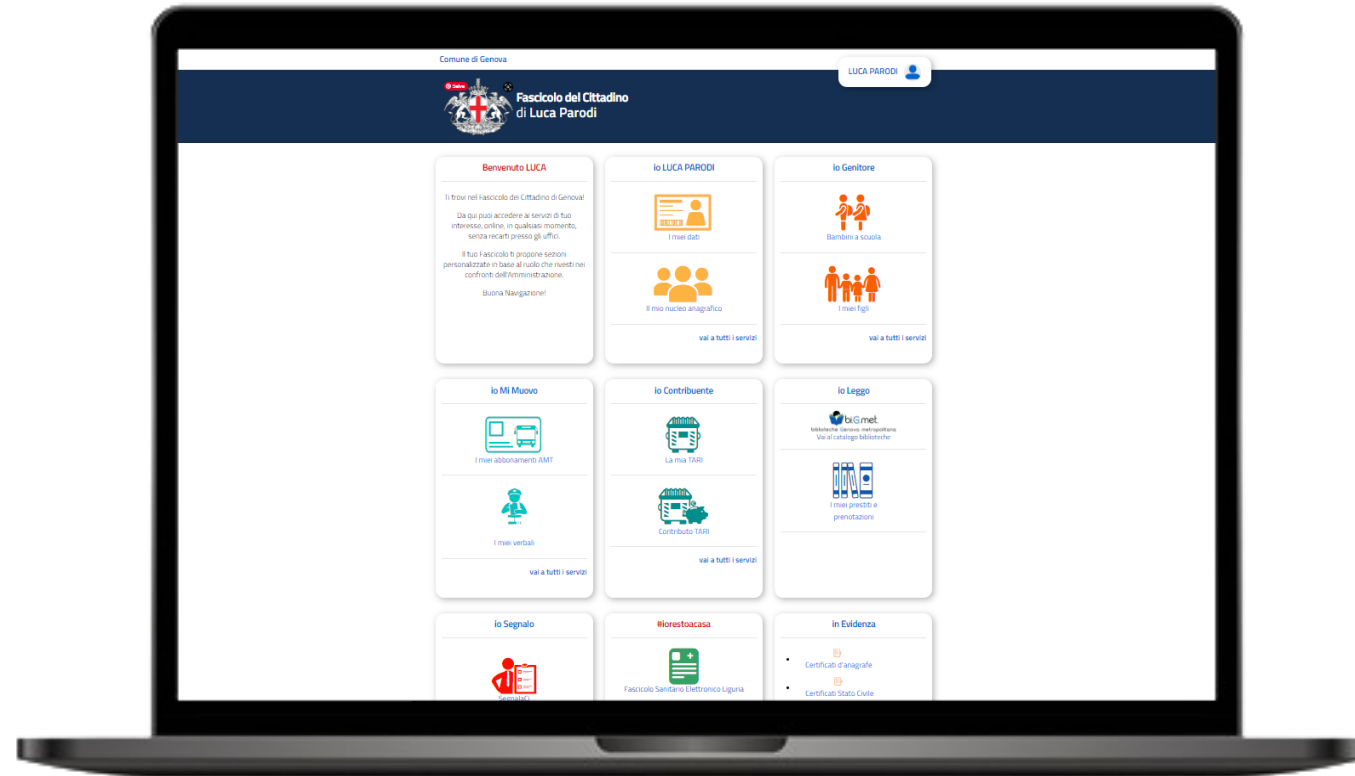 Comune di Genova
LUCA PARODI
Salva
Fascicolo del Cittadino
di Luca Parodi
Benvenuto LUCA
Ti trovi nel Fascicolo del Cittadino di Genova!
Da qui puoi accedere ai servizi di tuo
interesse, online, in qualsiasi momento,
senza recarti presso gli uffici.
Il tuo Fascicolo ti propone sezioni
personalizzate in base al ruolo che rivesti nei
confronti dell'Amministrazione.
Buona Navigazione!
io LUCA PARODI
I miei dati
Il mio nucleo anagrafico
vai a tutti i servizi
io Genitore
Bambini a scuola
I miei figli
vai a tutti i servizi
io Mi Muovo
I miei abbonamenti AMT
I miei verbali
vai a tutti i servizi
io Contribuente
La mia TARI
Contributo TARI
vai a tutti i servizi
io Leggo
biGmet
biblioteche Genova metropolitana
Vai al catalogo biblioteche
I miei prestiti e
prenotazioni
io Segnalo
SegnalaCi
#iorestoacasa
Fascicolo Sanitario Elettronico Liguria
in Evidenza
Certificati d'anagrafe
Certificati Stato Civile